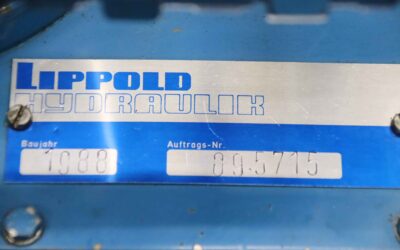 LIPPOLD
HYDRAULIK
Baujahr Auftrags-Nr.
1988 895715